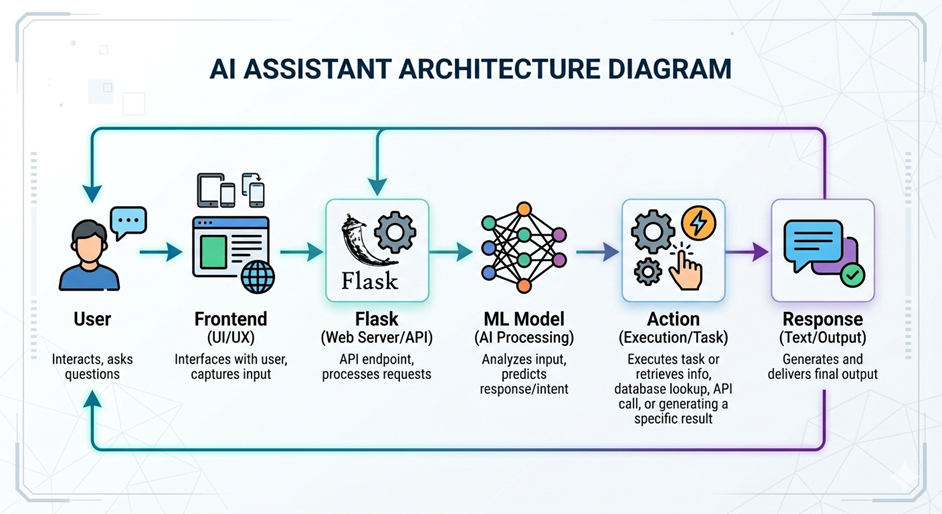 AI ASSISTANT ARCHITECTURE DIAGRAM
Flask
User
Interacts, asks
questions
Frontend
(UI/UX)
Interfaces with user,
captures input
Flask
(Web Server/API)
API endpoint,
processes requests
ML Model
(AI Processing)
Analyzes input,
predicts
response/intent
Action
(Execution/Task)
Executes task or
retrieves info,
database lookup, API
call, or generating a
specific result
Response
(Text/Output)
Generates and
delivers final output